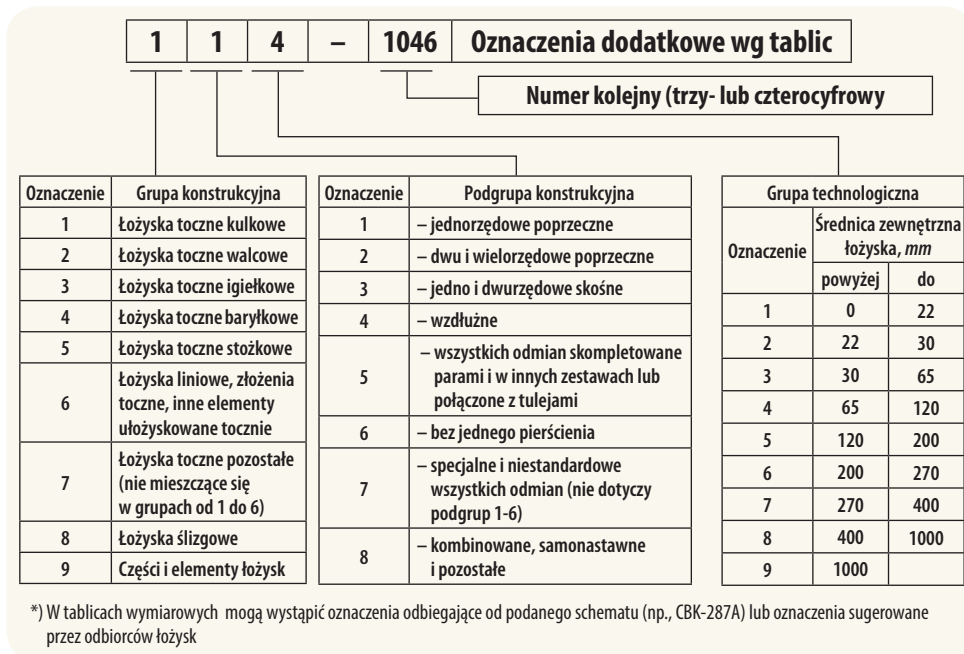 1 1 4 – 1046 Oznaczenia dodatkowe wg tablic
Numer kolejny (trzy- lub czterocyfrowy
Oznaczenie Grupa konstrukcyjna
1 Łożyska toczne kulkowe
2 Łożyska toczne walcowe
3 Łożyska toczne igiełkowe
4 Łożyska toczne baryłkowe
5 Łożyska toczne stożkowe
6 Łożyska liniowe, złożenia
toczne, inne elementy
ułożyskowane tocznie
7 Łożyska toczne pozostałe
(nie mieszczące się
w grupach od 1 do 6)
8 Łożyska ślizgowe
9 Części i elementy łożysk
Oznaczenie Podgrupa konstrukcyjna
1 – jednorzędowe poprzeczne
2 – dwu i wielorzędowe poprzeczne
3 – jedno i dwurzędowe skośne
4 – wzdłużne
5 – wszystkich odmian skompletowane
parami i w innych zestawach lub
połączone z tulejami
6 – bez jednego pierścienia
7 – specjalne i niestandardowe
wszystkich odmian (nie dotyczy
podgrup 1-6)
8 – kombinowane, samonastawne
i pozostałe
Grupa technologiczna
Oznaczenie Średnica zewnętrzna
łożyska, mm
powyżej do
1 0 22
2 22 30
3 30 65
4 65 120
5 120 200
6 200 270
7 270 400
8 400 1000
9 1000
*) W tablicach wymiarowych mogą wystąpić oznaczenia odbiegające od podanego schematu (np., CBK-287A) lub oznaczenia sugerowane
przez odbiorców łożysk